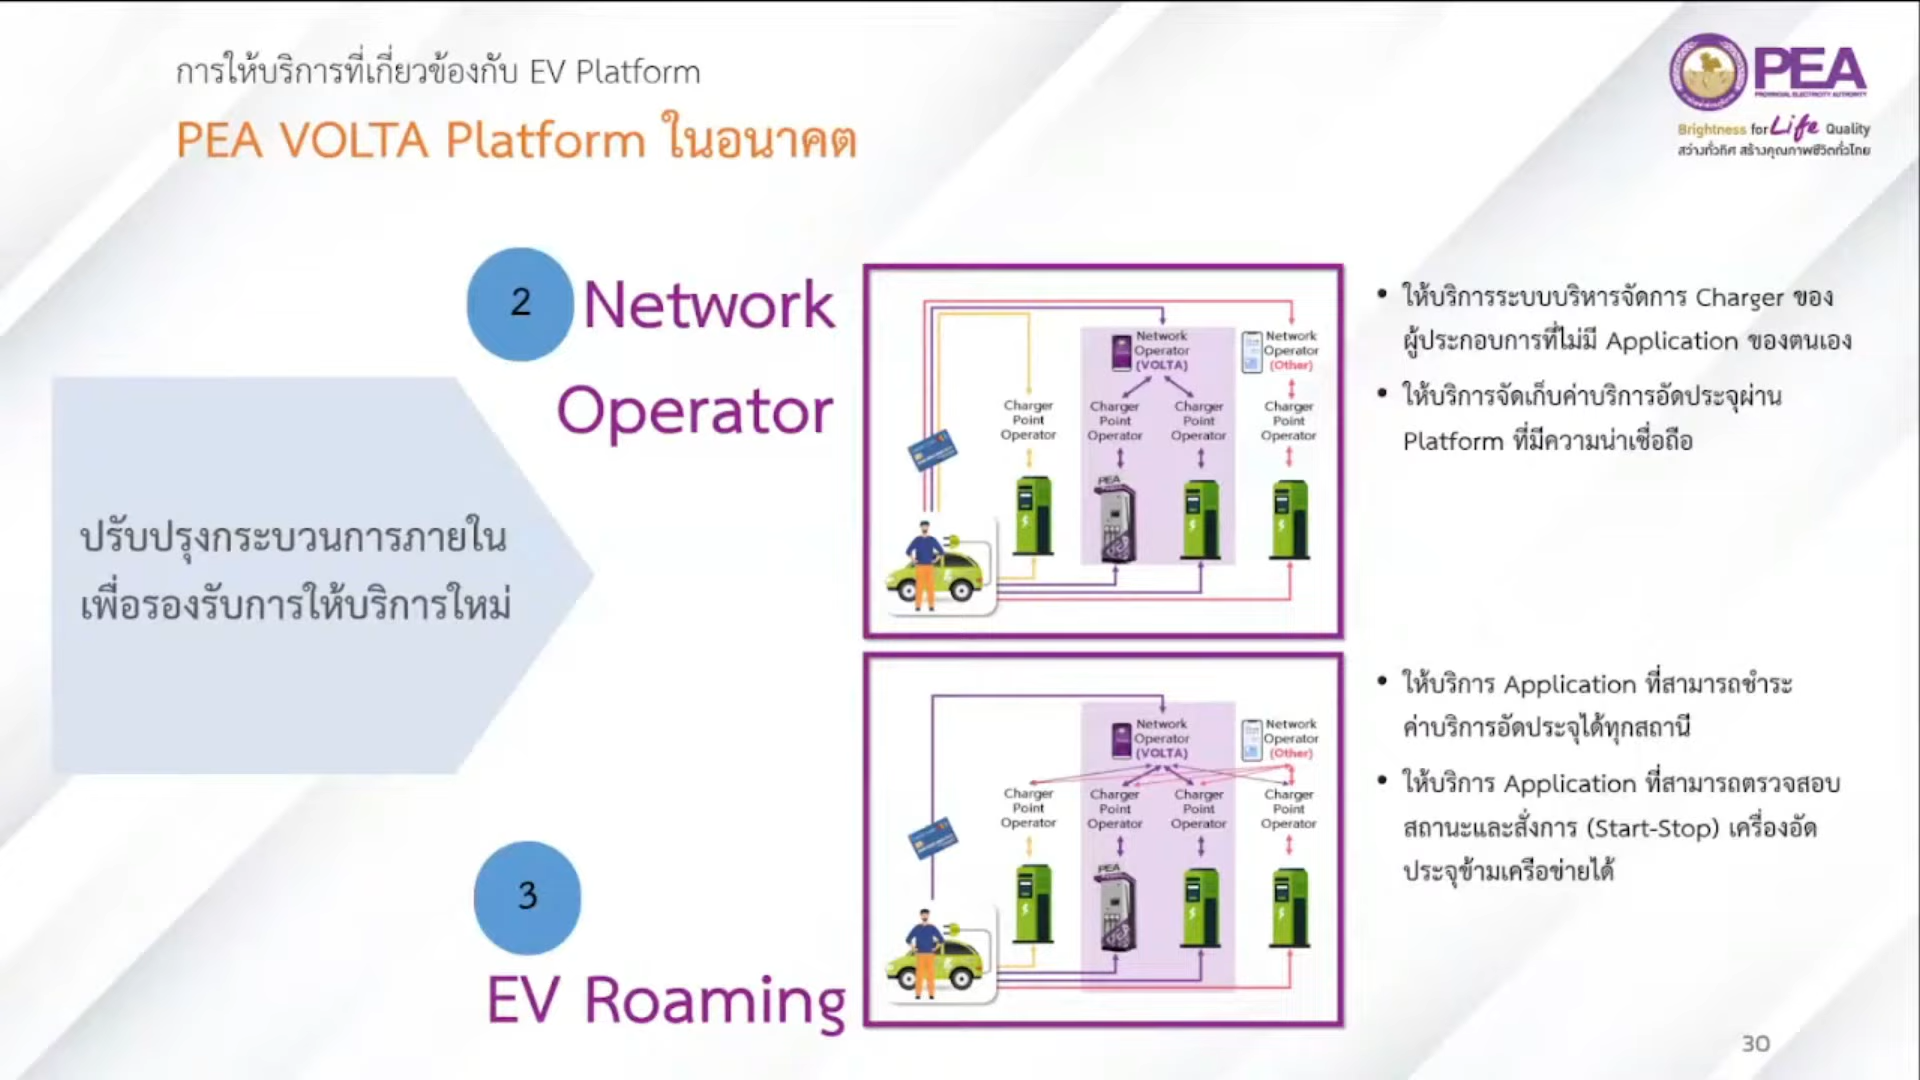 การให้บริการที่เกี่ยวข้องกับ EV Platform
PEA VOLTA Platform ในอนาคต
PEA
PROVINCIAL ELECTRICITY AUTHORITY
Brightness for Life Quality
สว่างทั่วทิศ สร้างคุณภาพชีวิตทั่วไทย
ปรับปรุงกระบวนการภายใน
เพื่อรองรับการให้บริการใหม่
2
Network
Operator
Network
Operator
(VOLTA)
Network
Operator
(Other)
Charger
Point
Operator
Charger
Point
Operator
Charger
Point
Operator
Charger
Point
Operator
PEA
• ให้บริการระบบบริหารจัดการ Charger ของ
ผู้ประกอบการที่ไม่มี Application ของตนเอง
• ให้บริการจัดเก็บค่าบริการอัดประจุผ่าน
Platform ที่มีความน่าเชื่อถือ
3
EV Roaming
Network
Operator
(VOLTA)
Network
Operator
(Other)
Charger
Point
Operator
Charger
Point
Operator
Charger
Point
Operator
Charger
Point
Operator
PEA
• ให้บริการ Application ที่สามารถชำระ
ค่าบริการอัดประจุได้ทุกสถานี
• ให้บริการ Application ที่สามารถตรวจสอบ
สถานะและสั่งการ (Start-Stop) เครื่องอัด
ประจุข้ามเครือข่ายได้
30